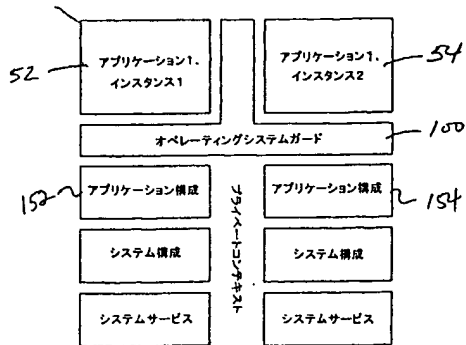 アプリケーション1、
インスタンス1
アプリケーション1、
インスタンス2
52
54
オペレーティングシステムガード
100
152
アプリケーション構成
アプリケーション構成
154
プライベートコンテキスト
システム構成
システム構成
システムサービス
システムサービス